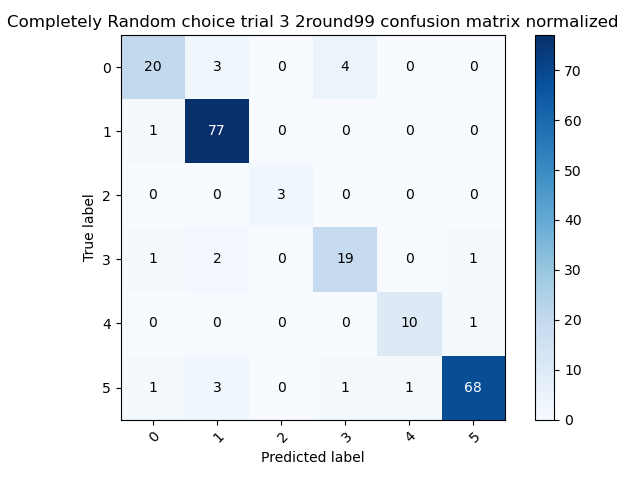 Completely Random choice trial 3 2round99 confusion matrix normalized
0 20 3 0 4 0 0
1 1 77 0 0 0 0
2 0 0 3 0 0 0
3 1 2 0 19 0 1
4 0 0 0 0 10 1
5 1 3 0 1 1 68
0 1 2 3 4 5
True label
Predicted label
70
60
50
40
30
20
10
0